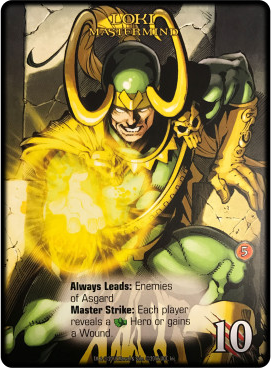 LOKI
MASTERMIND
5
Always Leads: Enemies
of Asgard
Master Strike: Each player
reveals a Hero or gains
a Wound.
10